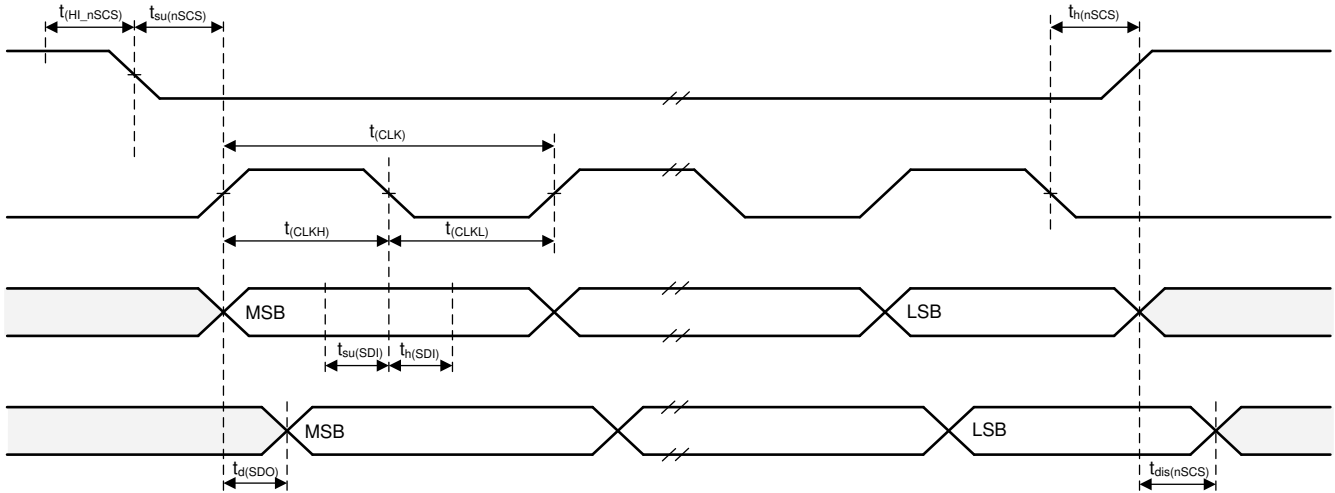 t(HI_nSCS) tsu(nSCS) th(nSCS)
t(CLK)
t(CLKH) t(CLKL)
MSB LSB
tsu(SDI) th(SDI)
MSB LSB
td(SDO) tdis(nSCS)